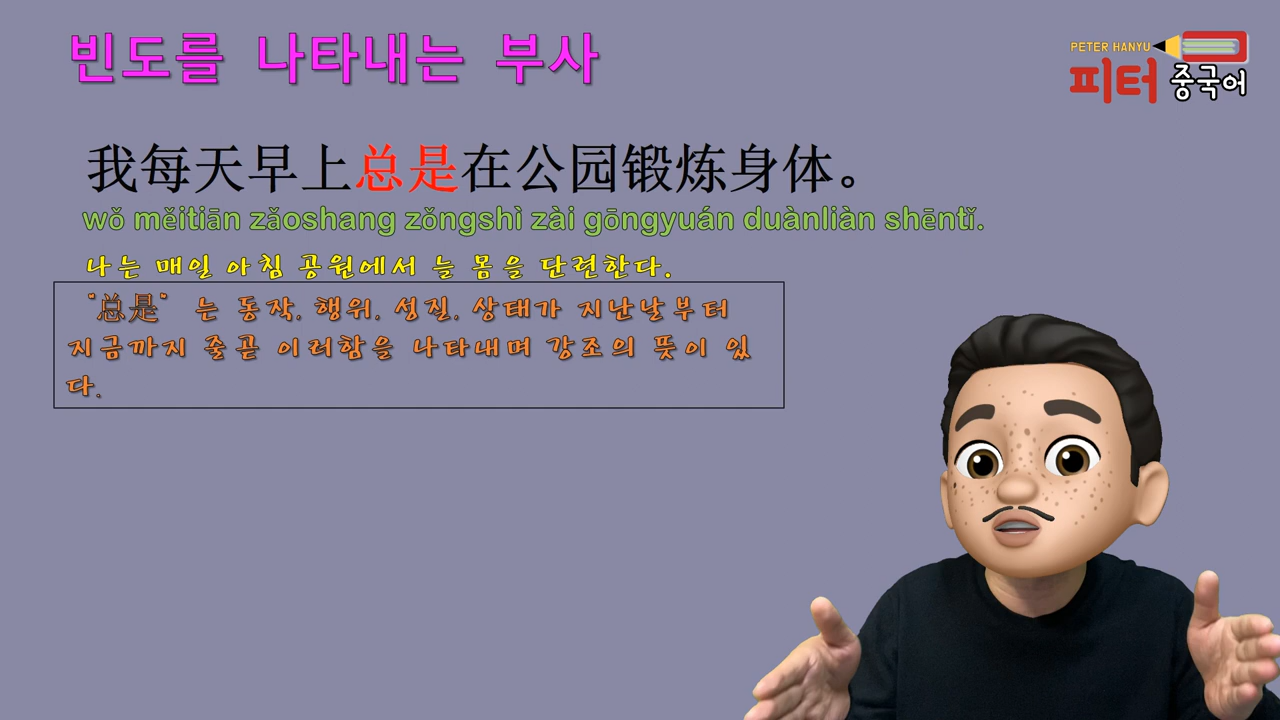 빈도를 나타내는 부사
PETER HANYU
피터 중국어
我每天早上总是在公园锻炼身体。
wǒ měitiān zǎoshang zǒngshì zài gōngyuán duànliàn shēntǐ.
나는 매일 아침 공원에서 늘 몸을 단련한다.
"总是" 는 동작, 행위, 성질, 상태가 지난날부터
지금까지 줄곧 이러함을 나타내며 강조의 뜻이 있
다.